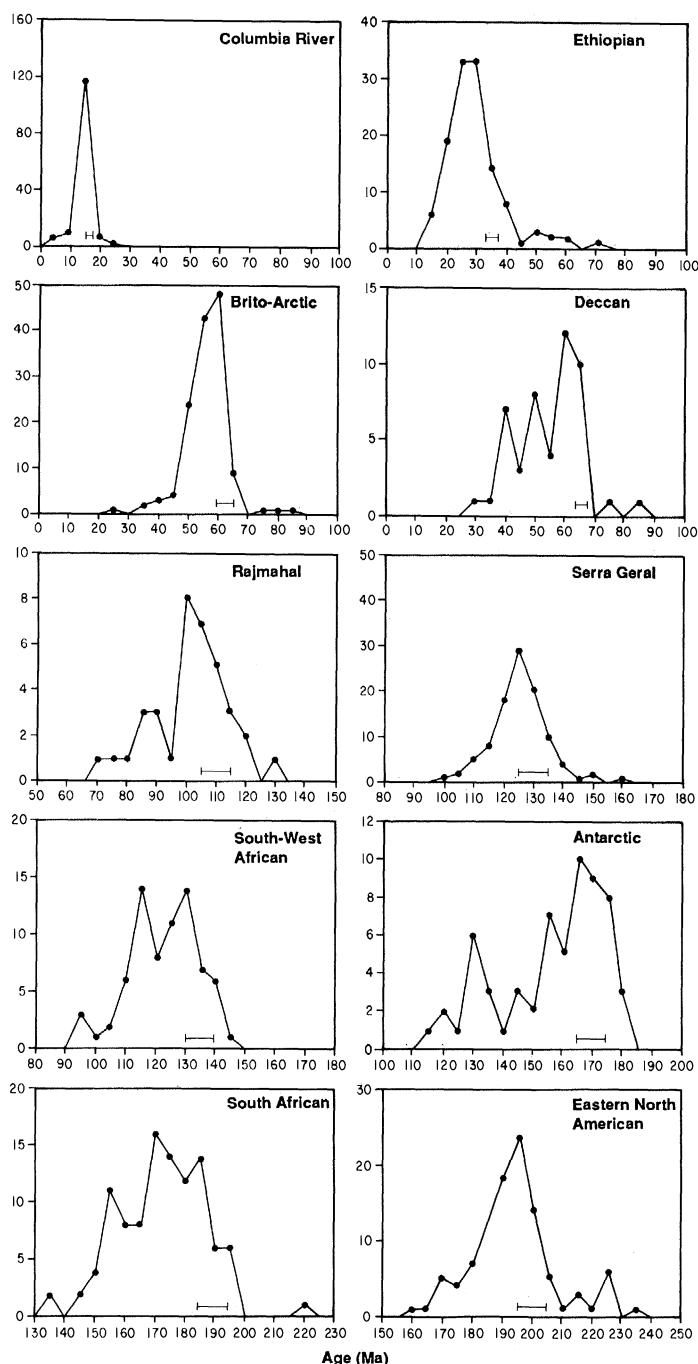 Columbia River
160
120
80
40
0
0 10 20 30 40 50 60 70 80 90 100
Ethiopian
40
30
20
10
0
0 10 20 30 40 50 60 70 80 90 100
Brito-Arctic
50
40
30
20
10
0
0 10 20 30 40 50 60 70 80 90 100
Deccan
15
10
5
0
0 10 20 30 40 50 60 70 80 90 100
Rajmahal
10
8
6
4
2
0
50 60 70 80 90 100 110 120 130 140 150
Serra Geral
50
40
30
20
10
0
80 90 100 110 120 130 140 150 160 170 180
South-West
African
20
15
10
5
0
80 90 100 110 120 130 140 150 160 170 180
Antarctic
12
10
8
6
4
2
0
100 110 120 130 140 150 160 170 180 190 200
South African
20
15
10
5
0
130 140 150 160 170 180 190 200 210 220 230
Eastern North
American
30
20
10
0
150 160 170 180 190 200 210 220 230 240 250
Age (Ma)